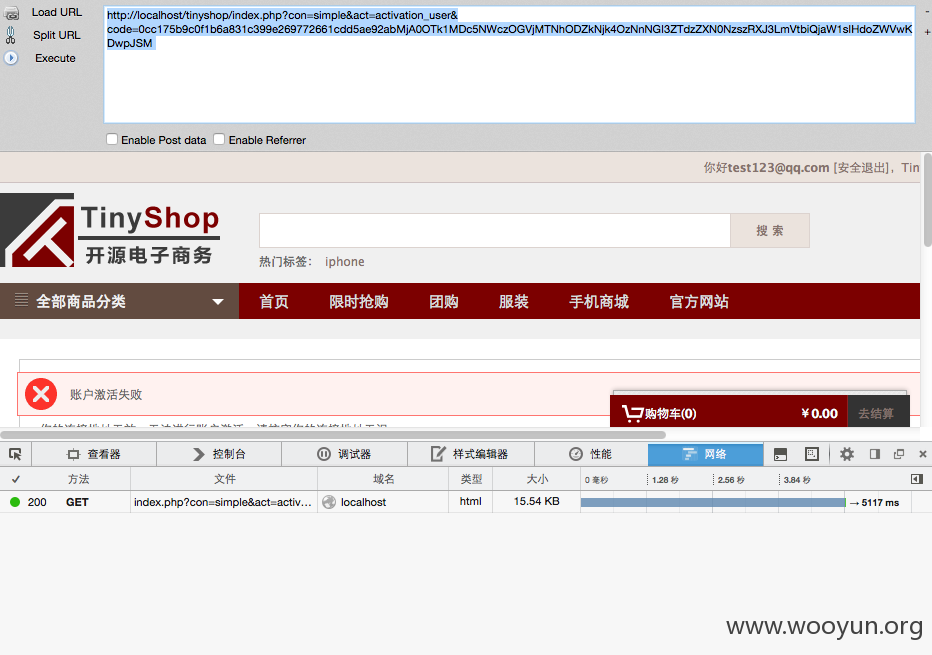 Load URL
Split URL
Execute
http://localhost/tinyshop/index.php?con=simple&act=activation_user&
code=0cc175b9c0f1b6a831c399e269772661cdd5ae92abMjA0OTk1MDc5NWczOGVjMTNhODZkNjk4OzNnNGI3ZTdzZXN0NzszRXJ3LmVtbiQjaW1slHdoZWVwK
DwpJSM
Enable Post data Enable Referrer
你好test123@qq.com [安全退出]，Tin
TinyShop
开源电子商务
搜 索
热门标签： iphone
全部商品分类 首页 限时抢购 团购 服装 手机商城 官方网站
账户激活失败
购物车(0) ￥0.00 去结算
查看器 控制台 调试器 样式编辑器 性能 网络
✓ 方法 文件 域名 类型 大小 0 毫秒 1.28 秒 2.56 秒 3.84 秒
200 GET index.php?con=simple&act=activ… localhost html 15.54 KB → 5117 ms
www.wooyun.org